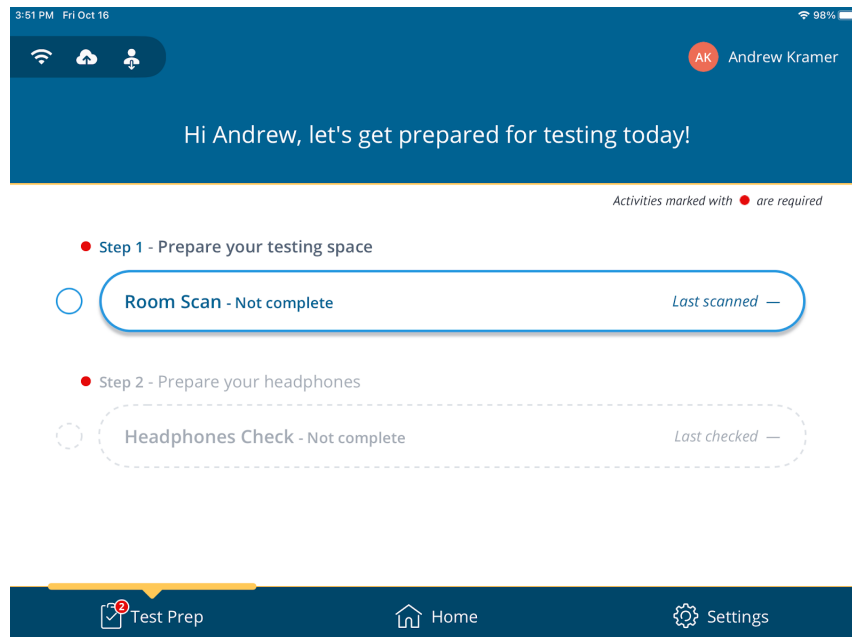 3:51 PM Fri Oct 16 98%
AK Andrew Kramer
Hi Andrew, let's get prepared for testing today!
Activities marked with ● are required
Step 1 - Prepare your testing space
Room Scan - Not complete Last scanned —
Step 2 - Prepare your headphones
Headphones Check - Not complete Last checked —
2 Test Prep Home Settings